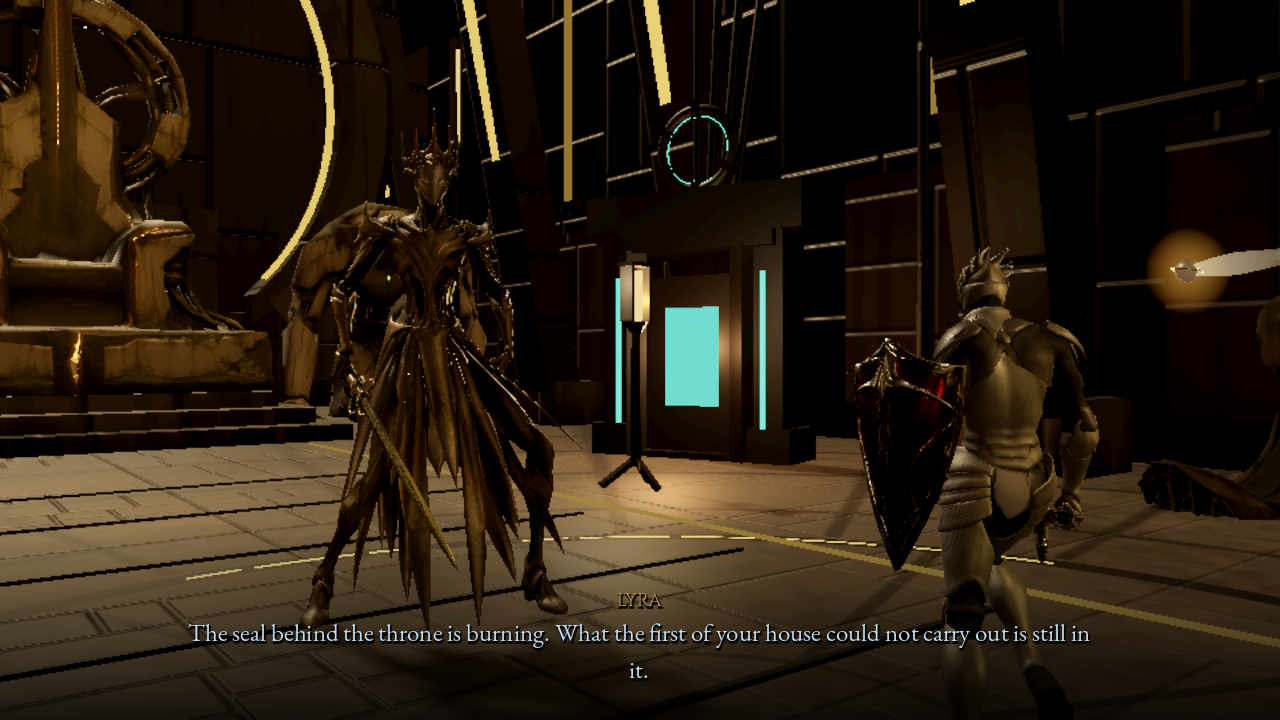 LYRA
The seal behind the throne is burning. What the first of your house could not carry out is still in
it.